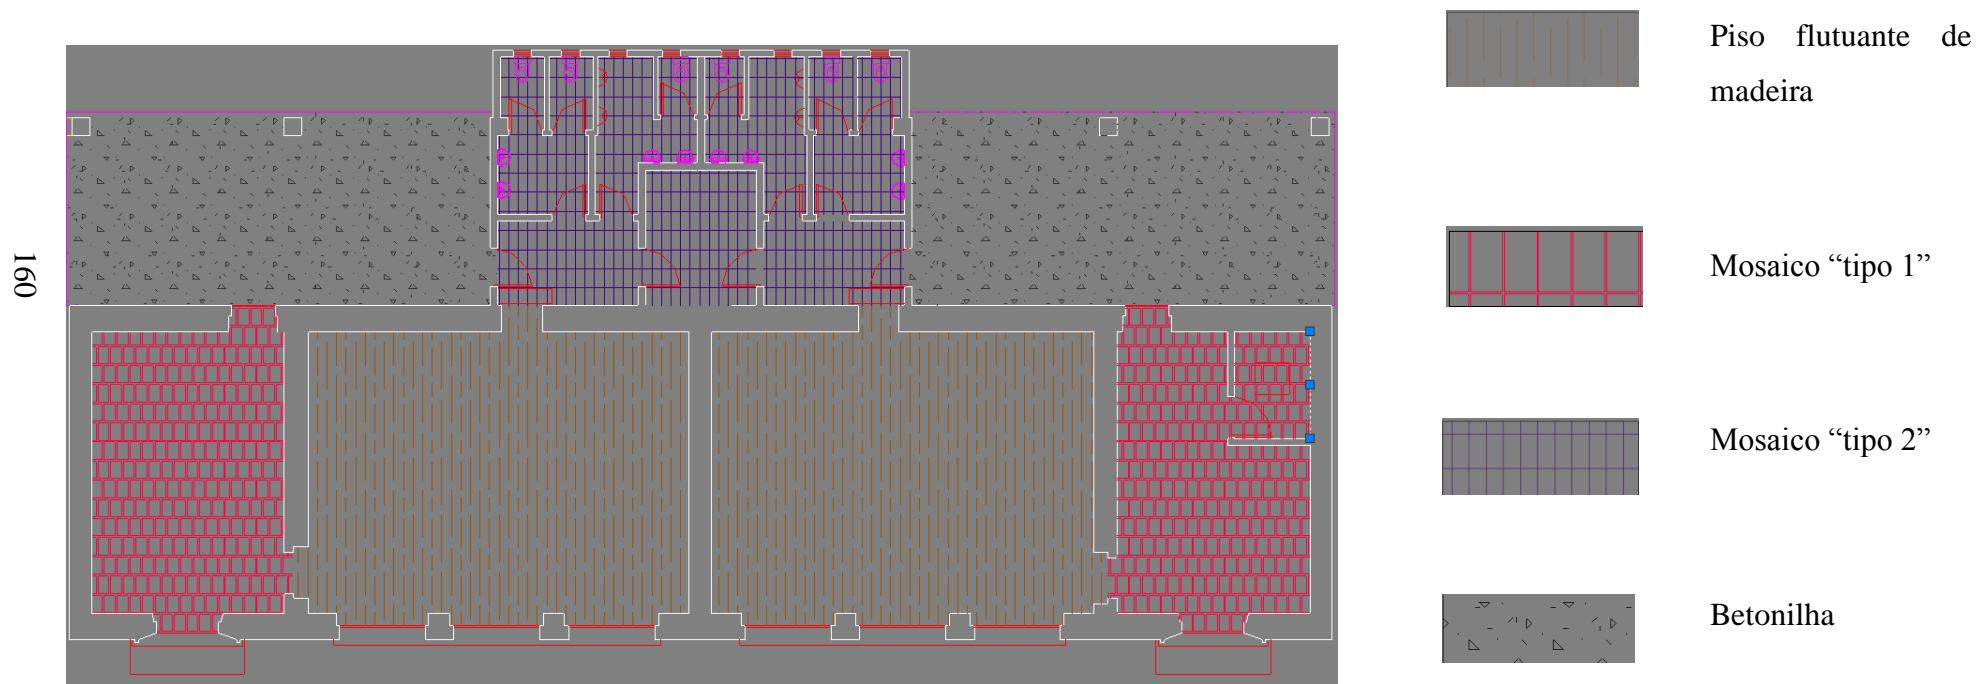 160
Piso flutuante de
madeira
Mosaico “tipo 1”
Mosaico “tipo 2”
Betonilha